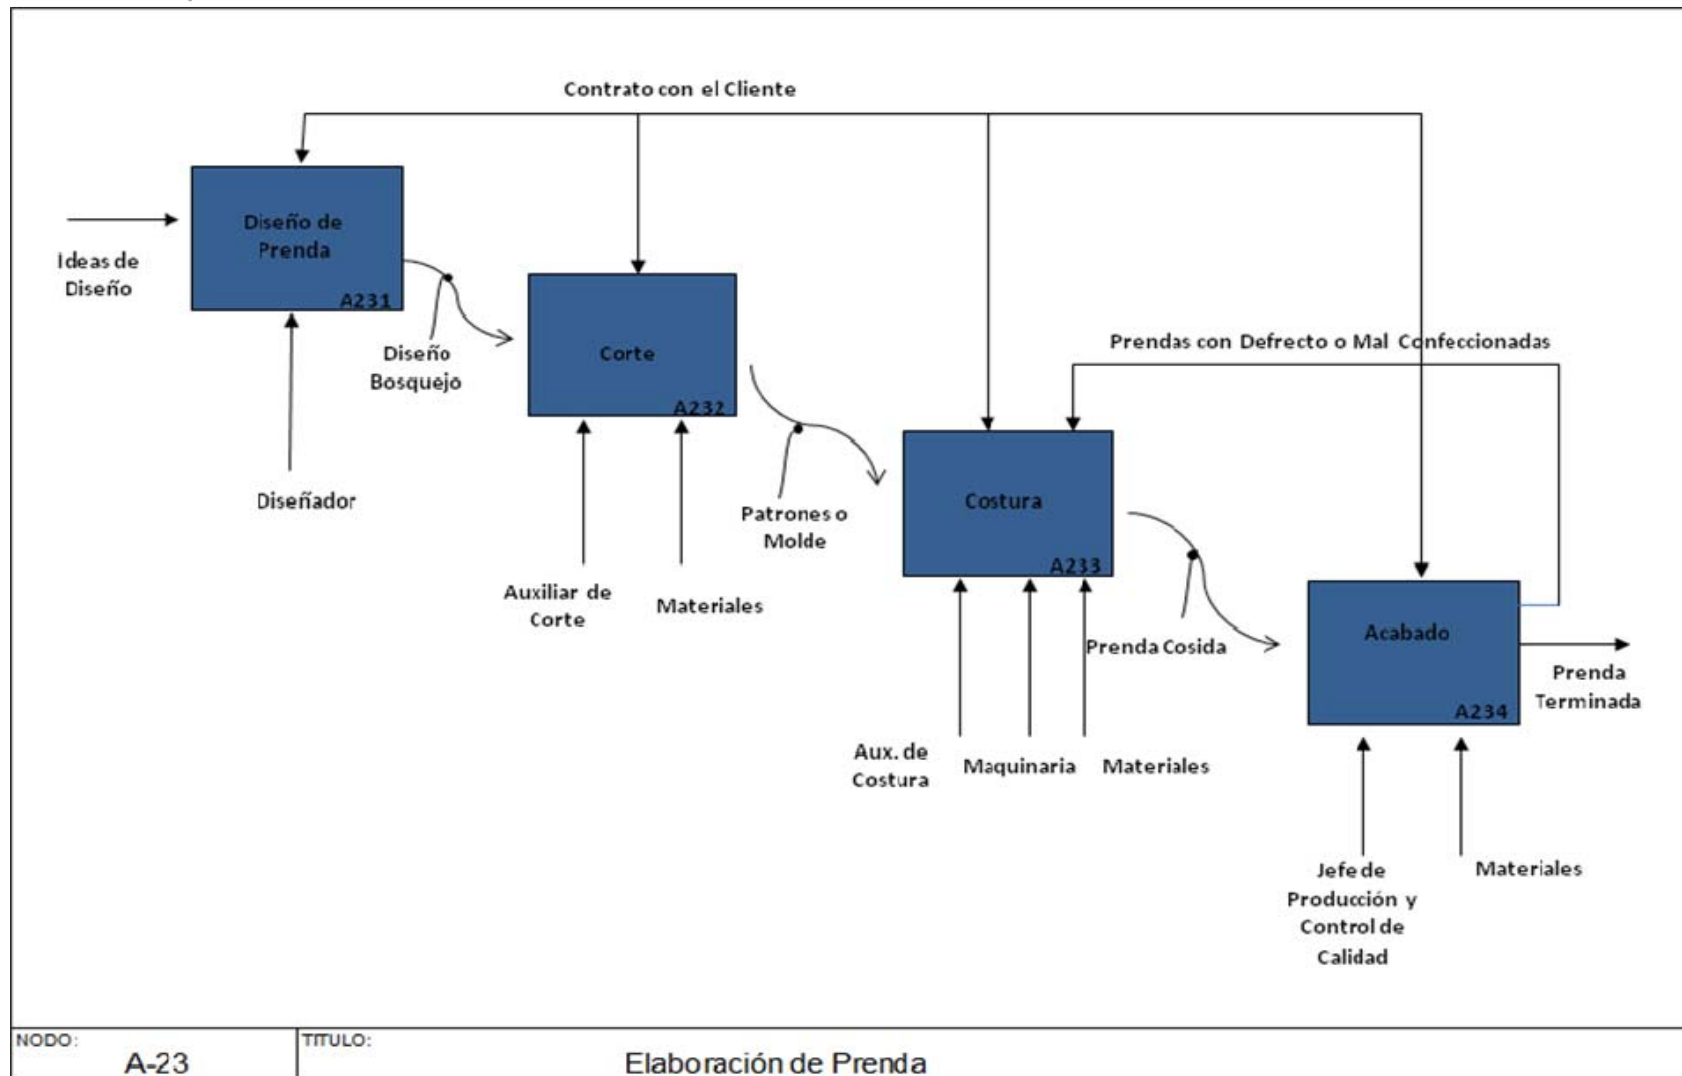 Contrato con el Cliente
Diseño de
Prenda
A231
Ideas de
Diseño
Diseño
Bosquejo
Diseñador
Corte
A232
Auxiliar de
Corte
Materiales
Patrones o
Molde
Prendas con Defrecto o Mal Confeccionadas
Costura
A233
Aux. de
Costura
Maquinaria
Materiales
Prenda Cosida
Acabado
A234
Prenda
Terminada
Jefe de
Producción y
Control de
Calidad
Materiales
NODO:
A-23
TITULO:
Elaboración de Prenda